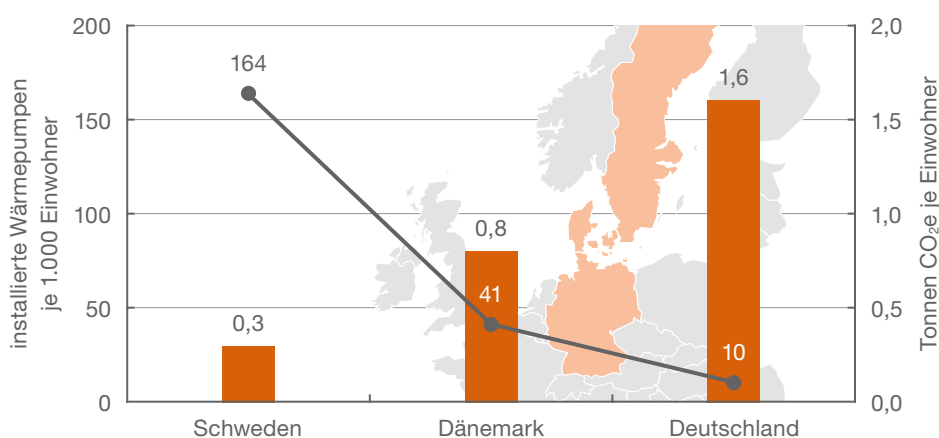 installierte Wärmepumpen
je 1.000 Einwohner
200
150
100
50
0
164
0,3
0,8
41
1,6
10
2,0
1,5
1,0
0,5
0,0
Tonnen CO₂e je Einwohner
Schweden
Dänemark
Deutschland